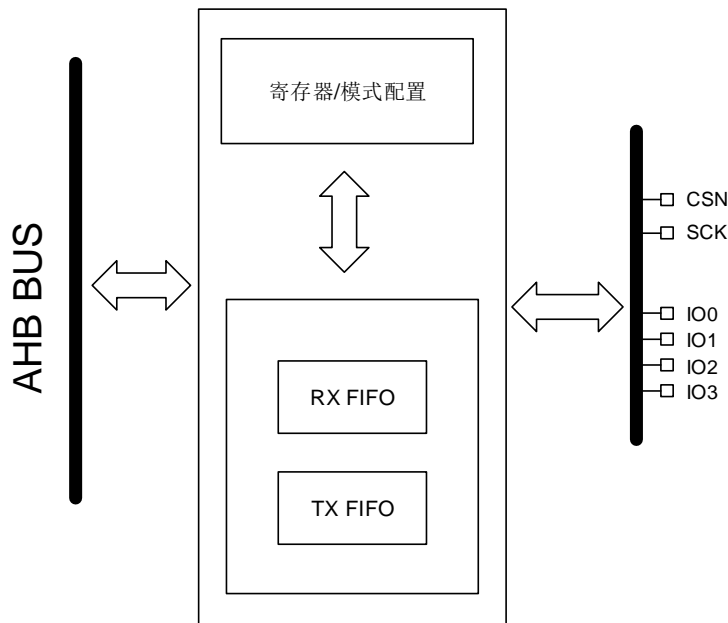 寄存器/模式配置
AHB BUS
RX FIFO
TX FIFO
CSN
SCK
IO0
IO1
IO2
IO3